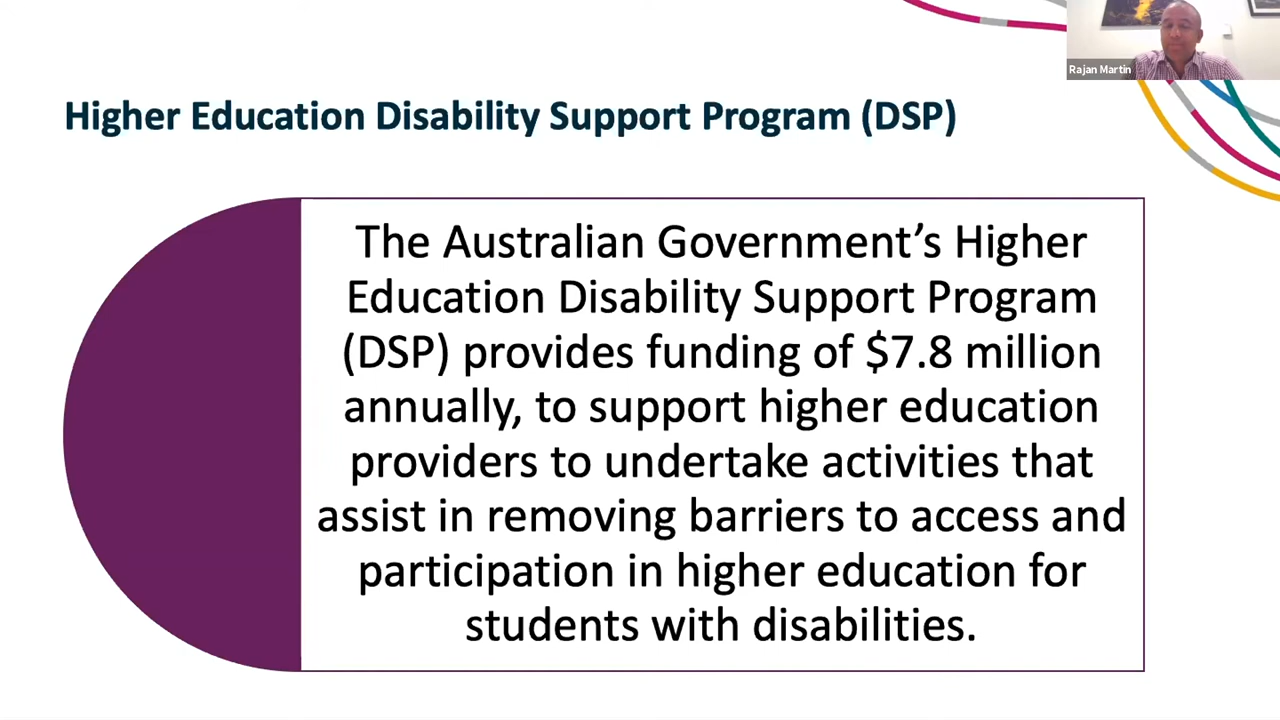 Rajan Martin
Higher Education Disability Support Program (DSP)
The Australian Government’s Higher
Education Disability Support Program
(DSP) provides funding of $7.8 million
annually, to support higher education
providers to undertake activities that
assist in removing barriers to access and
participation in higher education for
students with disabilities.